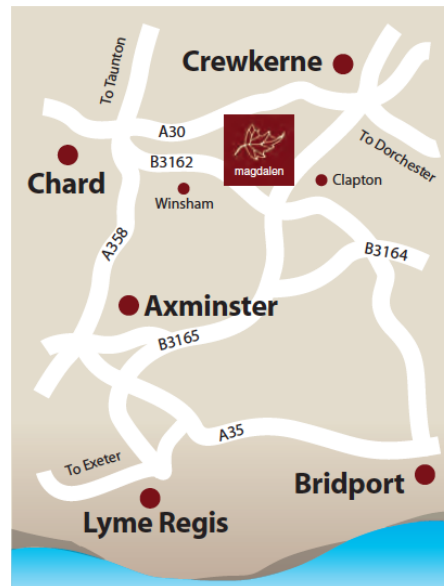 To Taunton
Crewkerne
A30
To Dorchester
B3162
magdalen
Chard
Winsham
Clapton
A358
B3164
Axminster
B3165
A35
To Exeter
Bridport
Lyme Regis